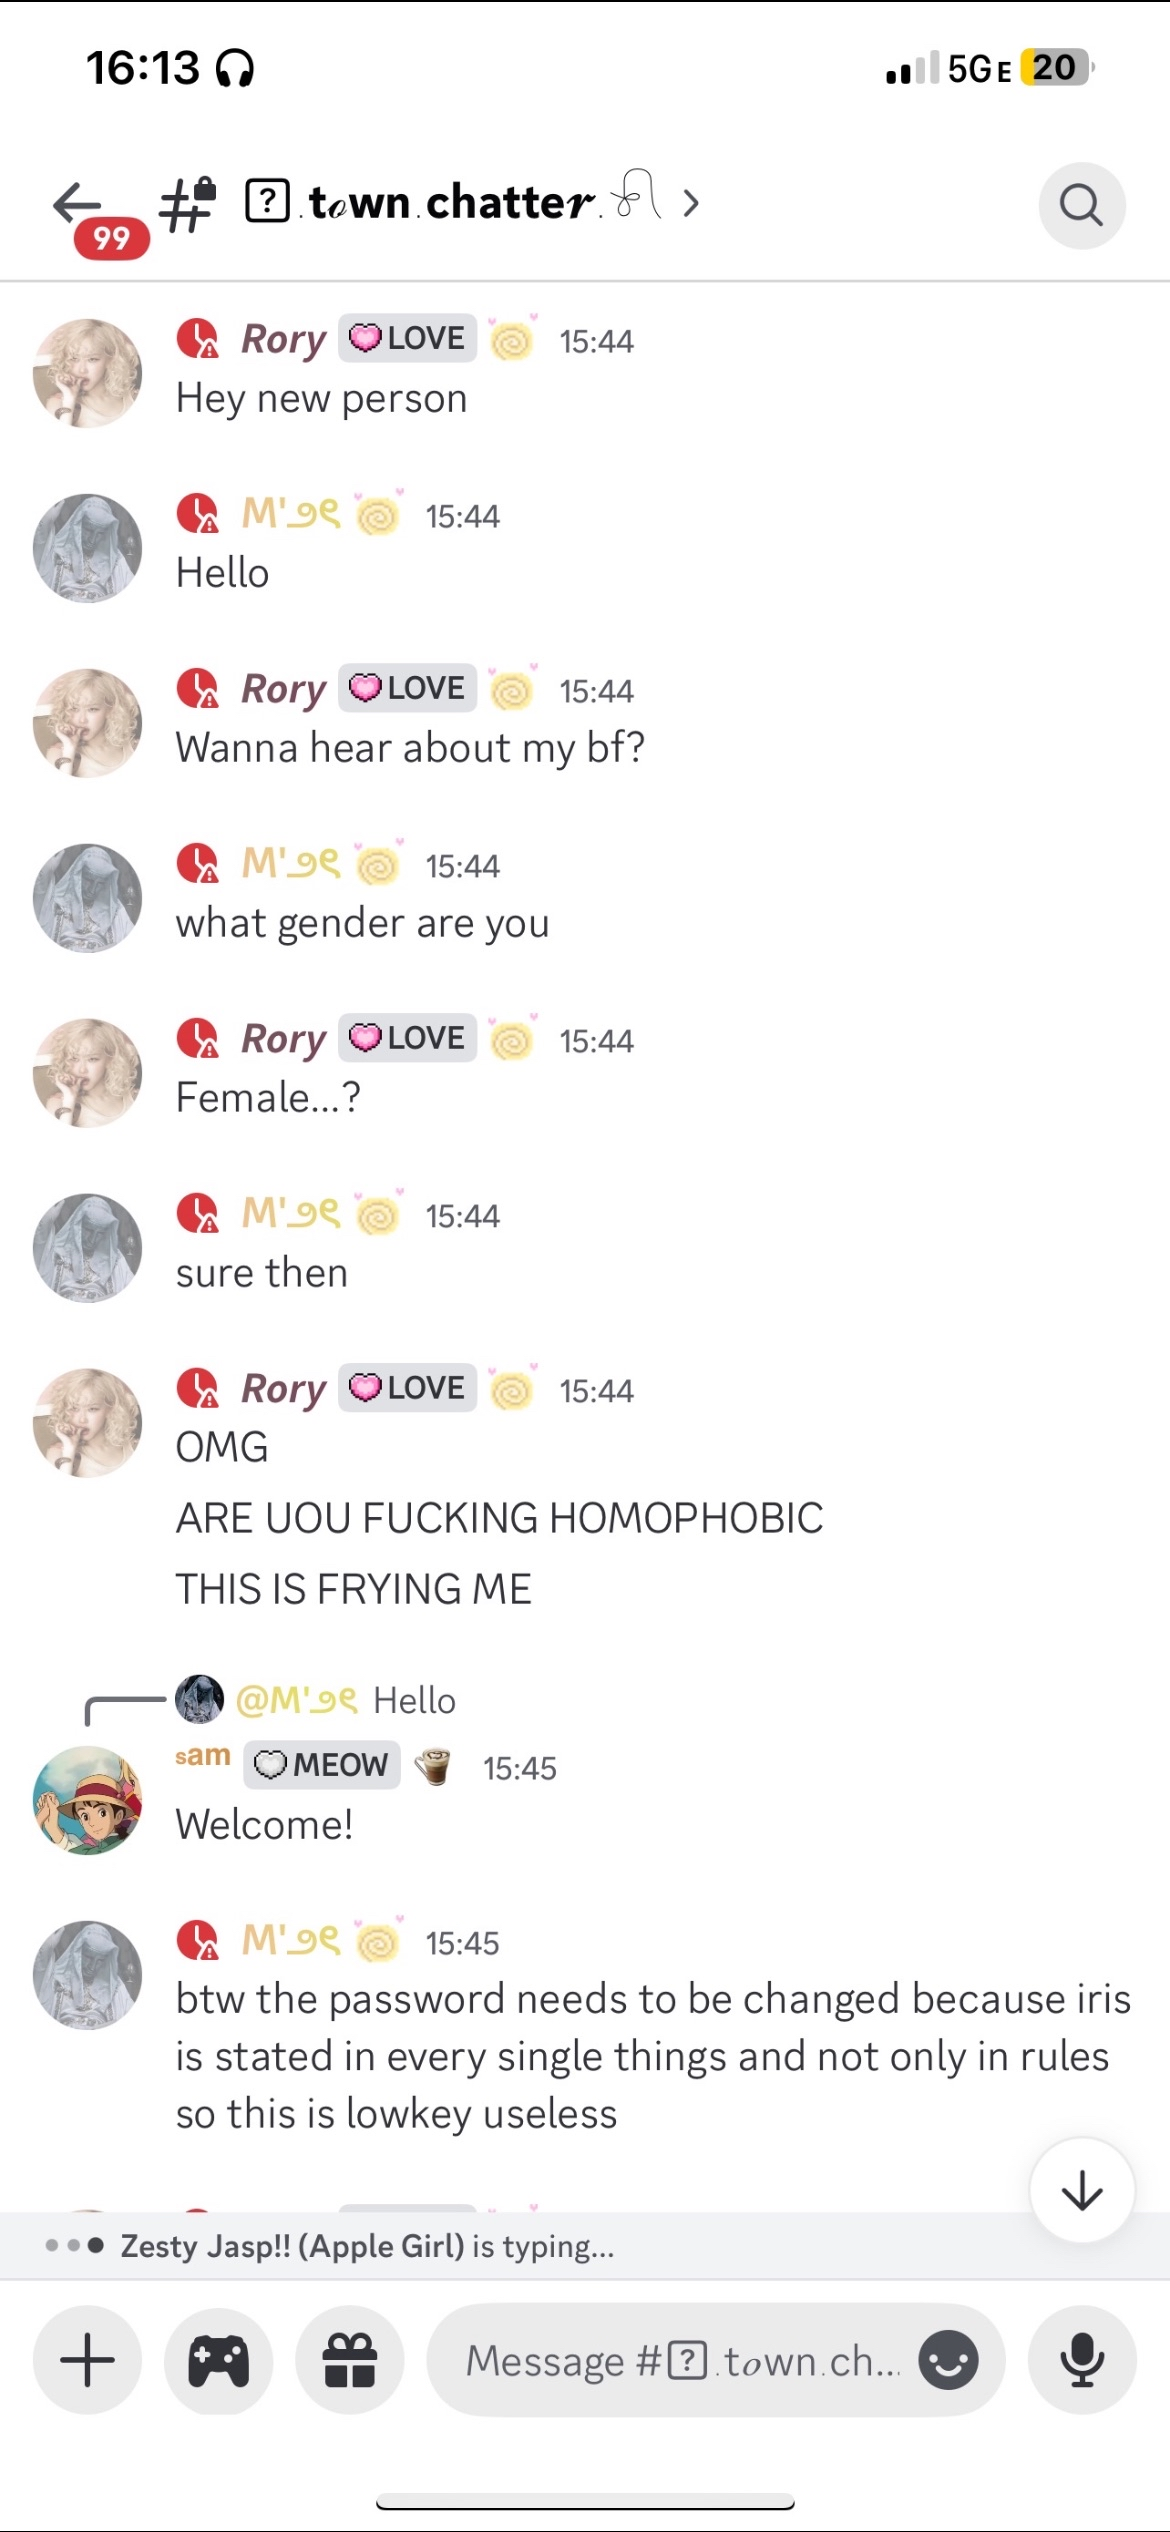 16:13 5GE 20
99 # ? .town.chatter.
Rory LOVE 15:44
Hey new person
M'୨୧ 15:44
Hello
Rory LOVE 15:44
Wanna hear about my bf?
M'୨୧ 15:44
what gender are you
Rory LOVE 15:44
Female...?
M'୨୧ 15:44
sure then
Rory LOVE 15:44
OMG
ARE UOU FUCKING HOMOPHOBIC
THIS IS FRYING ME
@M'୨୧ Hello
sam MEOW 15:45
Welcome!
M'୨୧ 15:45
btw the password needs to be changed because iris
is stated in every single things and not only in rules
so this is lowkey useless
Zesty Jasp!! (Apple Girl) is typing...
Message # ? .town.ch...